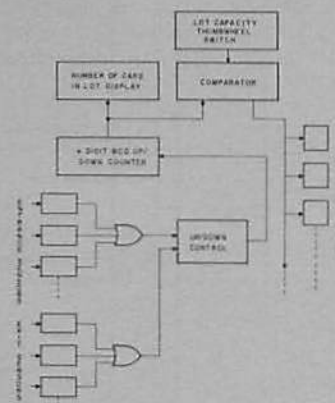 LOT CAPACITY
THUMBWHEEL
SWITCH
NUMBER OF CARS
IN LOT DISPLAY
COMPARATOR
4 DIGIT BCD UP/
DOWN COUNTER
UP/DOWN
CONTROL